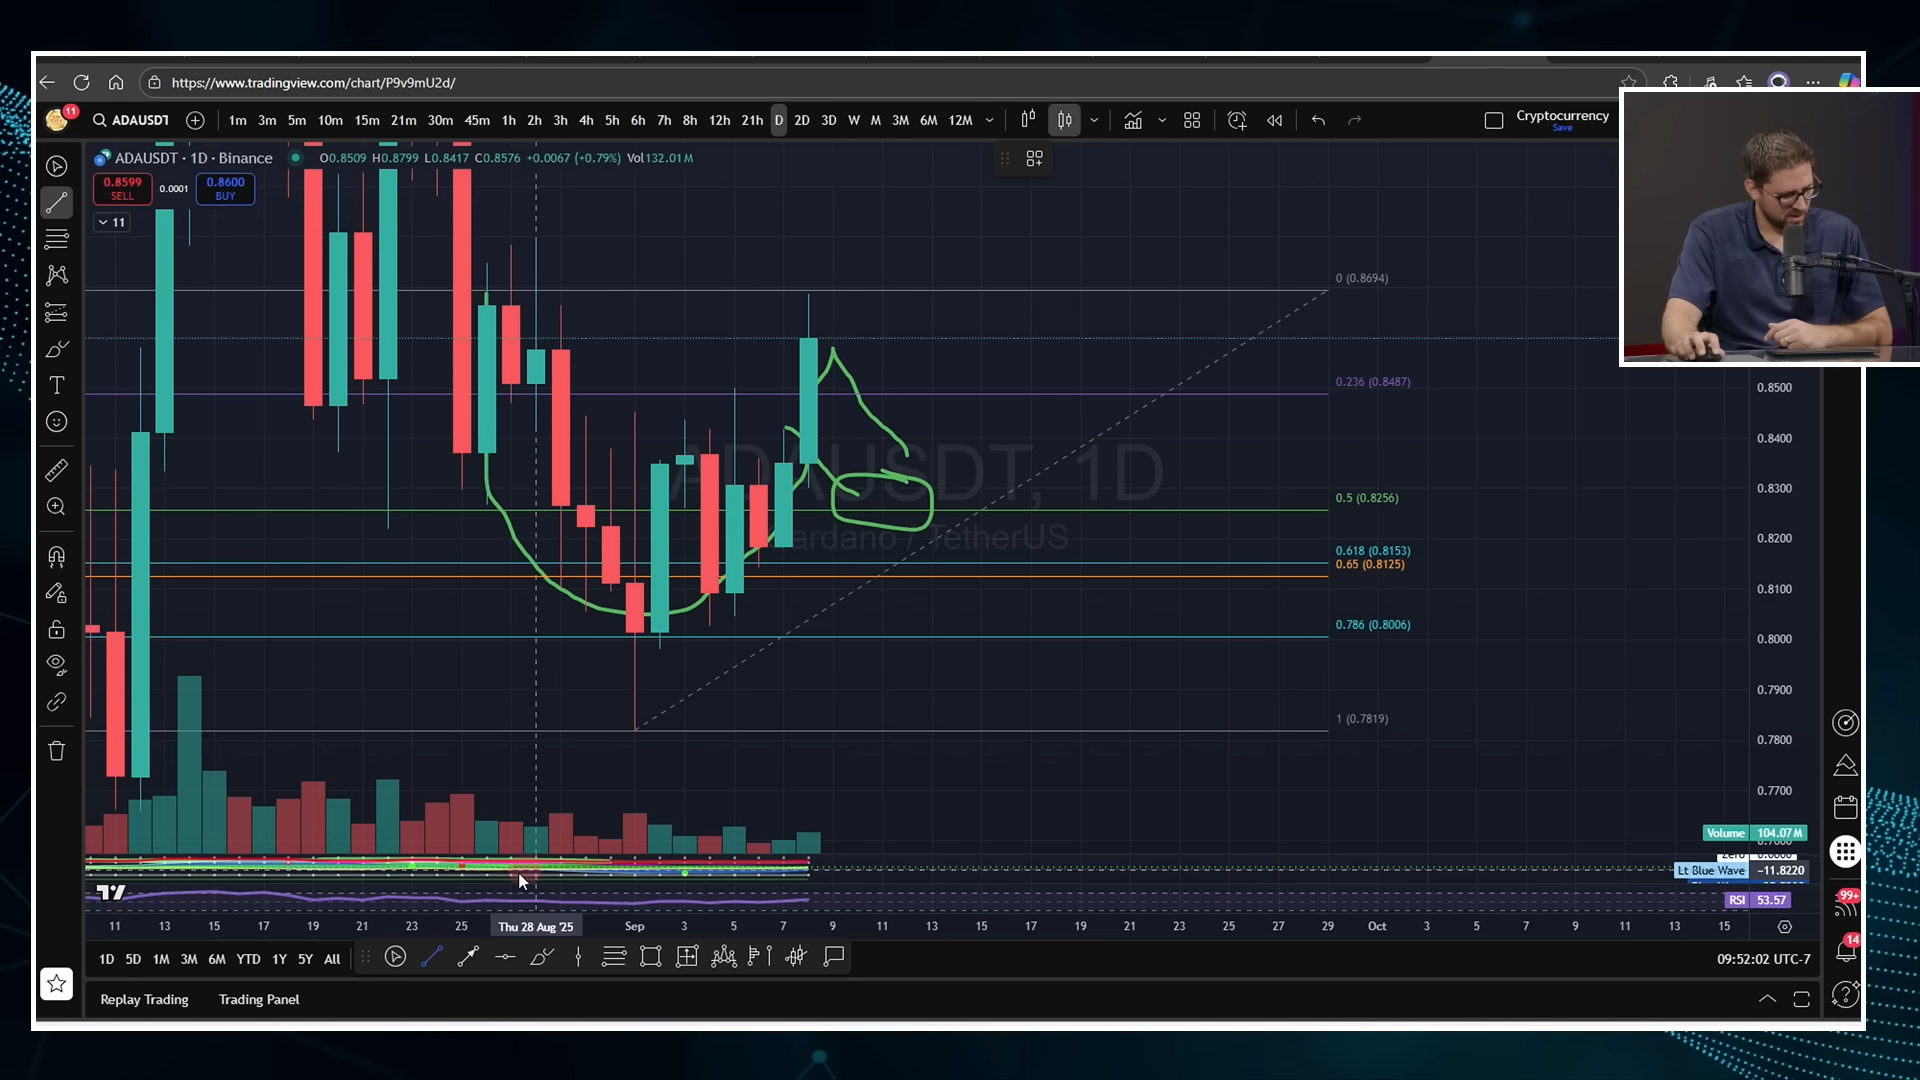 https://www.tradingview.com/chart/P9v9mU2d/
11
ADAUSDT 1m 3m 5m 10m 15m 21m 30m 45m 1h 2h 3h 4h 5h 6h 7h 8h 12h 21h D 2D 3D W M 3M 6M 12M
Cryptocurrency
Save
ADAUSDT · 1D · Binance O0.8509 H0.8799 L0.8417 C0.8576 +0.0067 (+0.79%) Vol132.01M
0.8599 0.0001 0.8600
SELL BUY
11
0 (0.8694)
0.236 (0.8487)
0.8500
0.8400
ADAUSDT, 1D
0.8300
0.5 (0.8256)
Cardano / TetherUS
0.8200
0.618 (0.8153)
0.65 (0.8125)
0.8100
0.786 (0.8006)
0.8000
0.7900
1 (0.7819)
0.7800
0.7700
Volume 104.07M
Lt Blue Wave −11.8220
RSI 53.57
99+
11 13 15 17 19 21 23 25 Thu 28 Aug '25 Sep 3 5 7 9 11 13 15 17 19 21 23 25 27 29 Oct 3 5 7 9 11 13 15
14
1D 5D 1M 3M 6M YTD 1Y 5Y All
09:52:02 UTC-7
Replay Trading Trading Panel